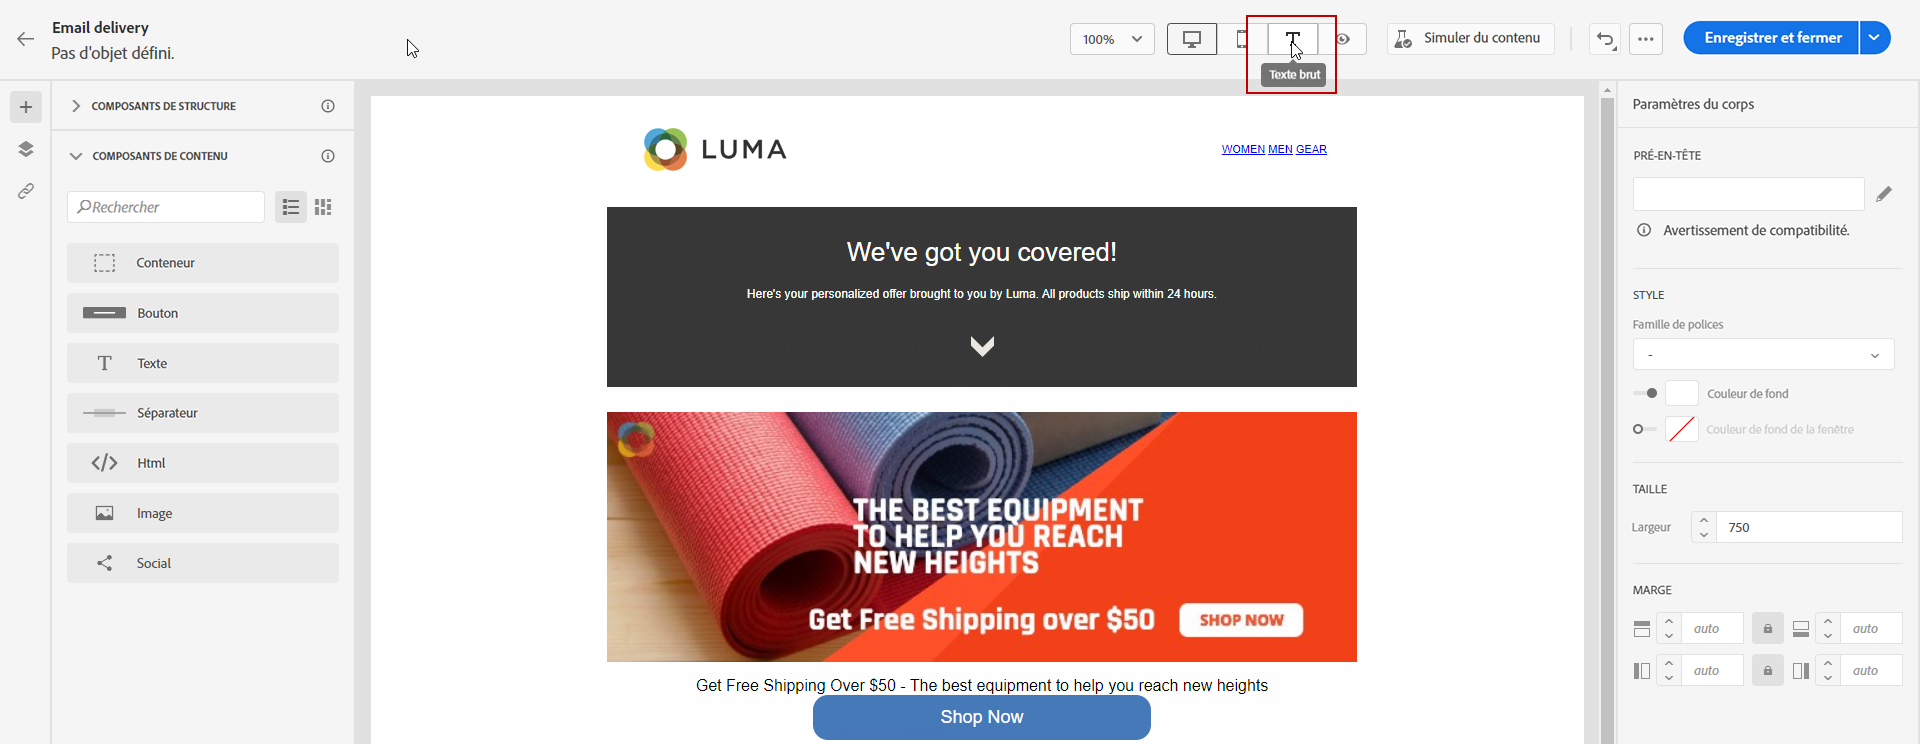 Email delivery
Pas d'objet défini.
100%
Simuler du contenu
Enregistrer et fermer
Texte brut
COMPOSANTS DE STRUCTURE
COMPOSANTS DE CONTENU
Rechercher
Conteneur
Bouton
Texte
Séparateur
Html
Image
Social
LUMA
WOMEN MEN GEAR
We've got you covered!
Here's your personalized offer brought to you by Luma. All products ship within 24 hours.
THE BEST EQUIPMENT
TO HELP YOU REACH
NEW HEIGHTS
Get Free Shipping over $50
SHOP NOW
Get Free Shipping Over $50 - The best equipment to help you reach new heights
Shop Now
Paramètres du corps
PRÉ-EN-TÊTE
Avertissement de compatibilité.
STYLE
Famille de polices
-
Couleur de fond
Couleur de fond de la fenêtre
TAILLE
Largeur
750
MARGE
auto
auto
auto
auto